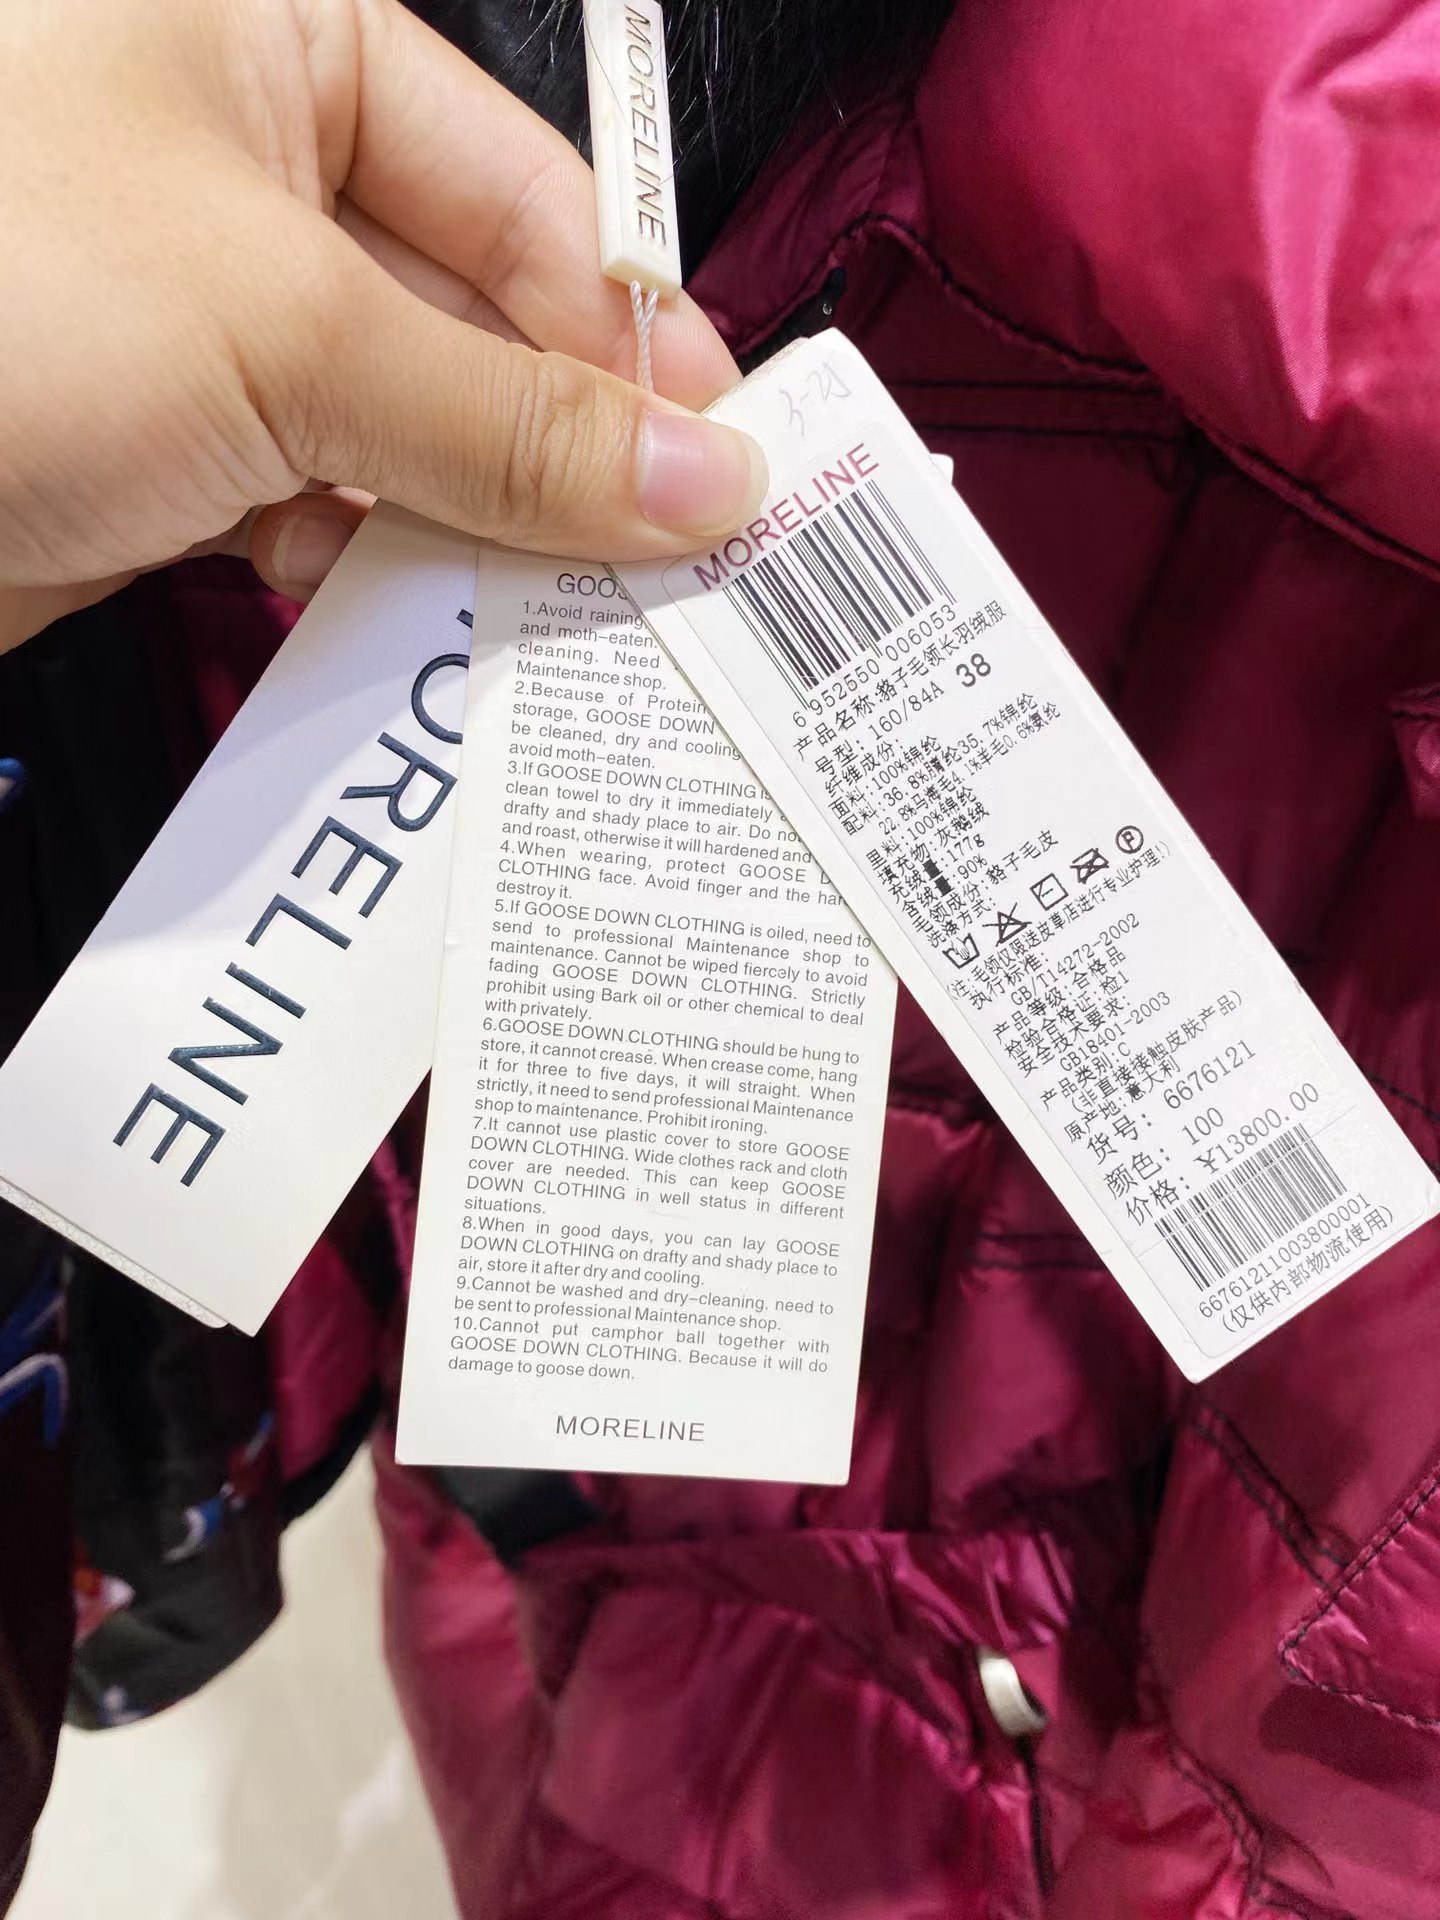 MORELINE
MORELINE
GOOS
1.Avoid raining,
and moth-eaten.
cleaning. Need
Maintenance shop.
2.Because of Protein
storage, GOOSE DOWN
be cleaned, dry and cooling
avoid moth-eaten.
3.If GOOSE DOWN CLOTHING is
clean towel to dry it immediately
drafty and shady place to air. Do no
and roast, otherwise it will hardened and
4.When wearing, protect GOOSE D
CLOTHING face. Avoid finger and the har
destroy it.
5.If GOOSE DOWN CLOTHING is oiled, need to
send to professional Maintenance shop to
maintenance. Cannot be wiped fiercely to avoid
fading GOOSE DOWN CLOTHING. Strictly
prohibit using Bark oil or other chemical to deal
with privately.
6.GOOSE DOWN CLOTHING should be hung to
store, it cannot crease. When crease come, hang
it for three to five days, it will straight. When
strictly, it need to send professional Maintenance
shop to maintenance. Prohibit ironing.
7.It cannot use plastic cover to store GOOSE
DOWN CLOTHING. Wide clothes rack and cloth
cover are needed. This can keep GOOSE
DOWN CLOTHING in well status in different
situations.
8.When in good days, you can lay GOOSE
DOWN CLOTHING on drafty and shady place to
air, store it after dry and cooling.
9.Cannot be washed and dry-cleaning. need to
be sent to professional Maintenance shop.
10.Cannot put camphor ball together with
GOOSE DOWN CLOTHING. Because it will do
damage to goose down.
MORELINE
MORELINE
6 952550 006053
产品名称:貉子毛领长羽绒服
号型: 160/84A 38
纤维成份:
面料:100%锦纶
配料:36.8%腈纶35.7%锦纶
22.8%马海毛4.1%羊毛0.6%氨纶
里料:100%锦纶
填充物:灰鹅绒
充绒量:177g
含绒量:90%
毛领成份:貉子毛皮
洗涤方式:
P
(注:毛领仅限送皮草店进行专业护理!)
执行标准:
GB/T14272-2002
产品等级:合格品
检验合格证:检1
安全技术要求:
GB18401-2003
产品类别:C
(非直接接触皮肤产品)
原产地:意大利
货号: 6676121
颜色: 100
价格: ¥13800.00
66761211003800001
(仅供内部物流使用)